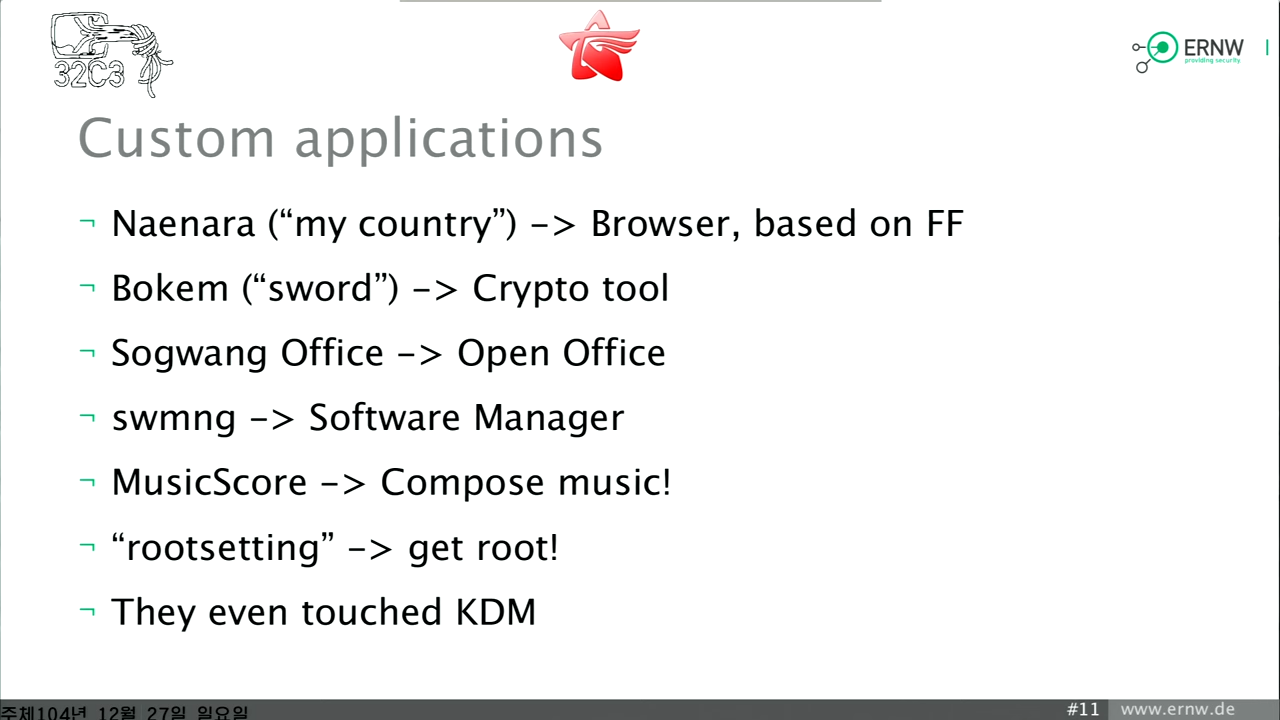 32C3
ERNW
providing security.
Custom applications
¬ Naenara (“my country”) -> Browser, based on FF
¬ Bokem (“sword”) -> Crypto tool
¬ Sogwang Office -> Open Office
¬ swmng -> Software Manager
¬ MusicScore -> Compose music!
¬ “rootsetting” -> get root!
¬ They even touched KDM
주체104년 12월 27일 일요일
#11 www.ernw.de